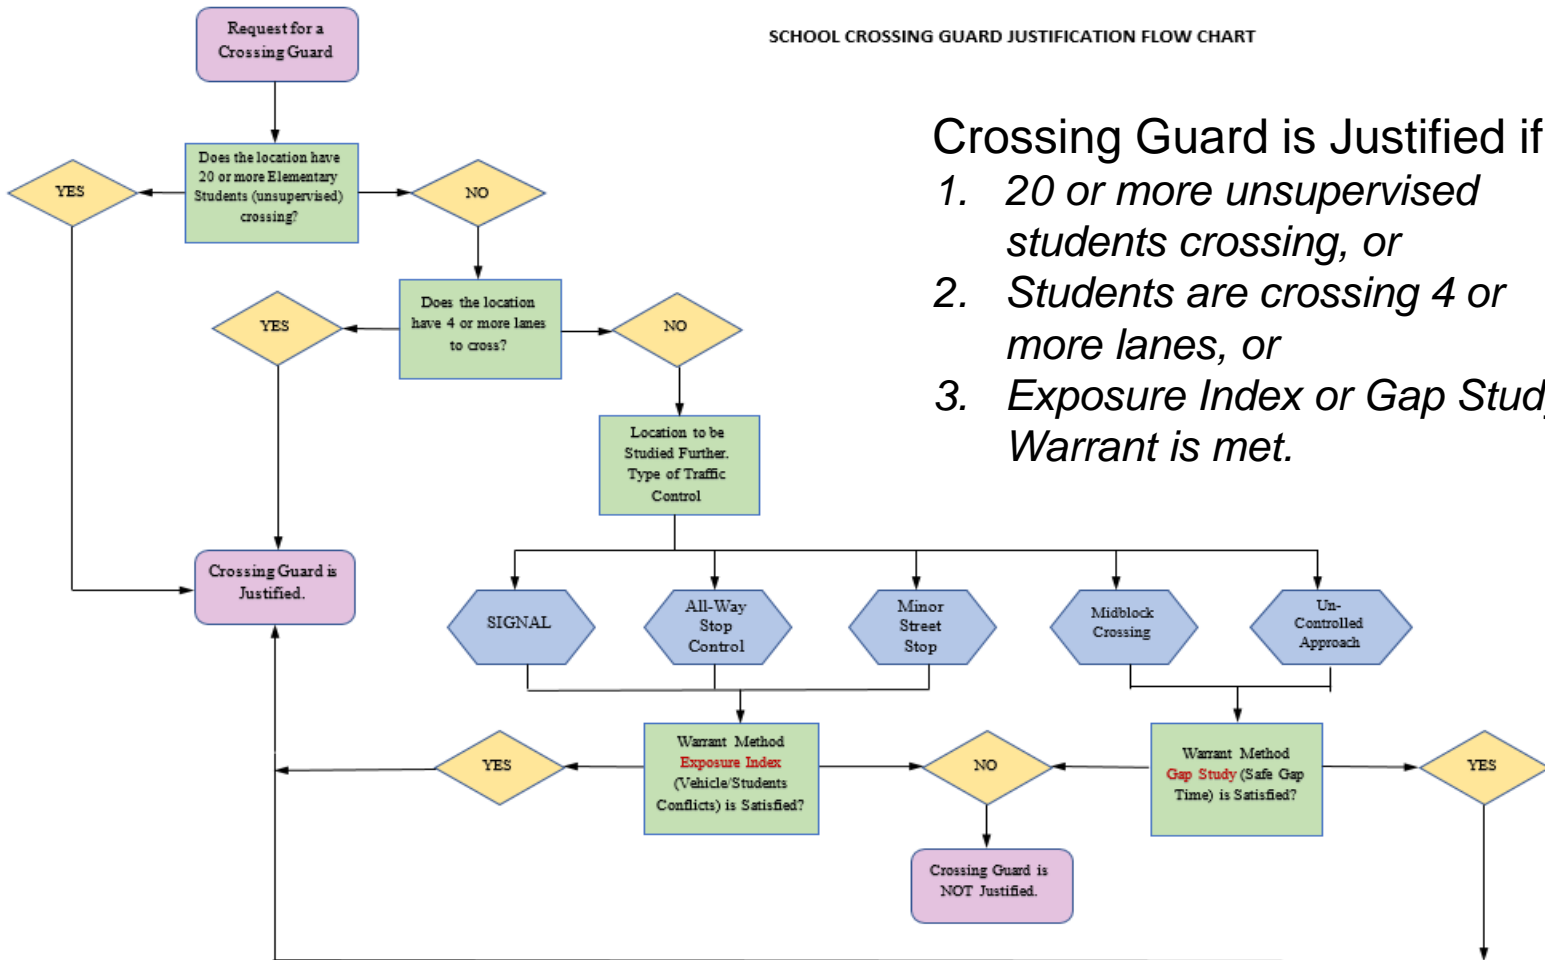 SCHOOL CROSSING GUARD JUSTIFICATION FLOW CHART
Request for a
Crossing Guard
Does the location have
20 or more Elementary
Students (unsupervised)
crossing?
YES
NO
Does the location
have 4 or more lanes
to cross?
YES
NO
Location to be
Studied Further.
Type of Traffic
Control
Crossing Guard is Justified if
1. 20 or more unsupervised
students crossing, or
2. Students are crossing 4 or
more lanes, or
3. Exposure Index or Gap Study
Warrant is met.
Crossing Guard is
Justified.
SIGNAL
All-Way
Stop
Control
Minor
Street
Stop
Midblock
Crossing
Un-
Controlled
Approach
YES
Warrant Method
Exposure Index
(Vehicle/Students
Conflicts) is Satisfied?
NO
Warrant Method
Gap Study (Safe Gap
Time) is Satisfied?
YES
Crossing Guard is
NOT Justified.